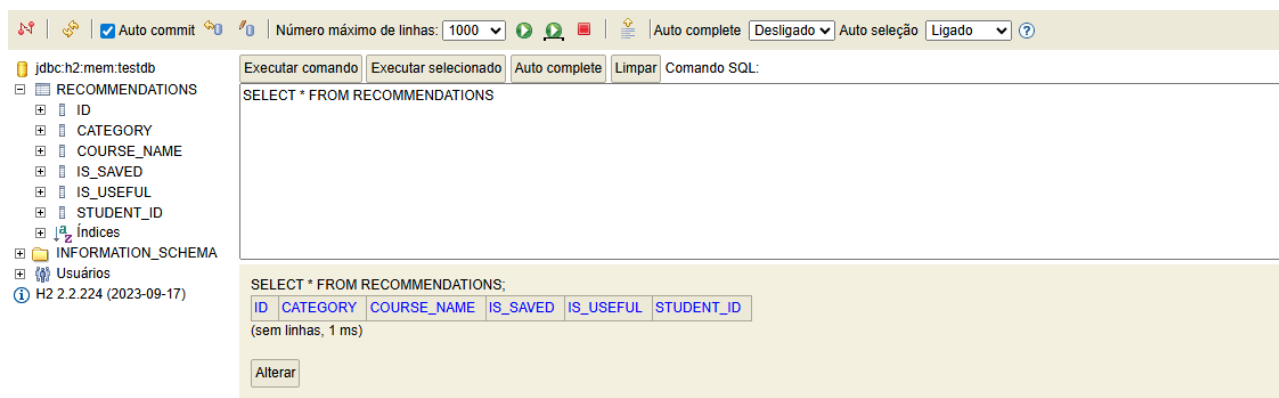 Auto commit Número máximo de linhas: 1000 Auto complete Desligado Auto seleção Ligado
jdbc:h2:mem:testdb
RECOMMENDATIONS
ID
CATEGORY
COURSE_NAME
IS_SAVED
IS_USEFUL
STUDENT_ID
Índices
INFORMATION_SCHEMA
Usuários
H2 2.2.224 (2023-09-17)
Executar comando Executar selecionado Auto complete Limpar Comando SQL:
SELECT * FROM RECOMMENDATIONS
SELECT * FROM RECOMMENDATIONS;
ID CATEGORY COURSE_NAME IS_SAVED IS_USEFUL STUDENT_ID
(sem linhas, 1 ms)
Alterar